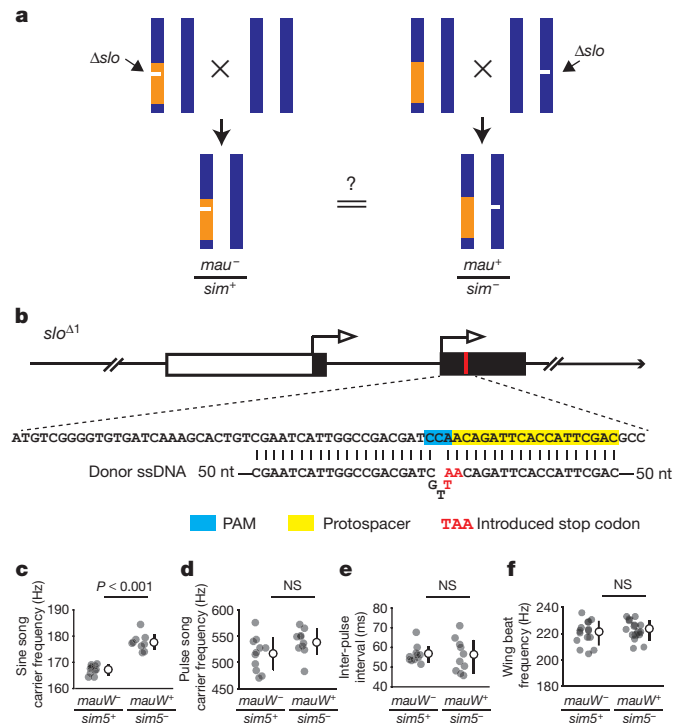 a
Δslo
Δslo
?
mau⁻
sim⁺
mau⁺
sim⁻
b
slo^Δ1
ATGTCGGGGTGTGATCAAAGCACTGTCGAATCATTGGCCGACGATCCAACAGATTCACCATTCGACGCC
Donor ssDNA 50 nt CGAATCATTGGCCGACGATC AACAGATTCACCATTCGAC 50 nt
G T
T
PAM Protospacer TAA Introduced stop codon
c
P < 0.001
Sine song
carrier frequency (Hz)
190
180
170
160
mauW⁻ mauW⁺
sim5⁺ sim5⁻
d
NS
Pulse song
carrier frequency (Hz)
600
550
500
450
mauW⁻ mauW⁺
sim5⁺ sim5⁻
e
NS
Inter-pulse
interval (ms)
80
70
60
50
mauW⁻ mauW⁺
sim5⁺ sim5⁻
f
NS
Wing beat
frequency (Hz)
240
220
200
180
mauW⁻ mauW⁺
sim5⁺ sim5⁻